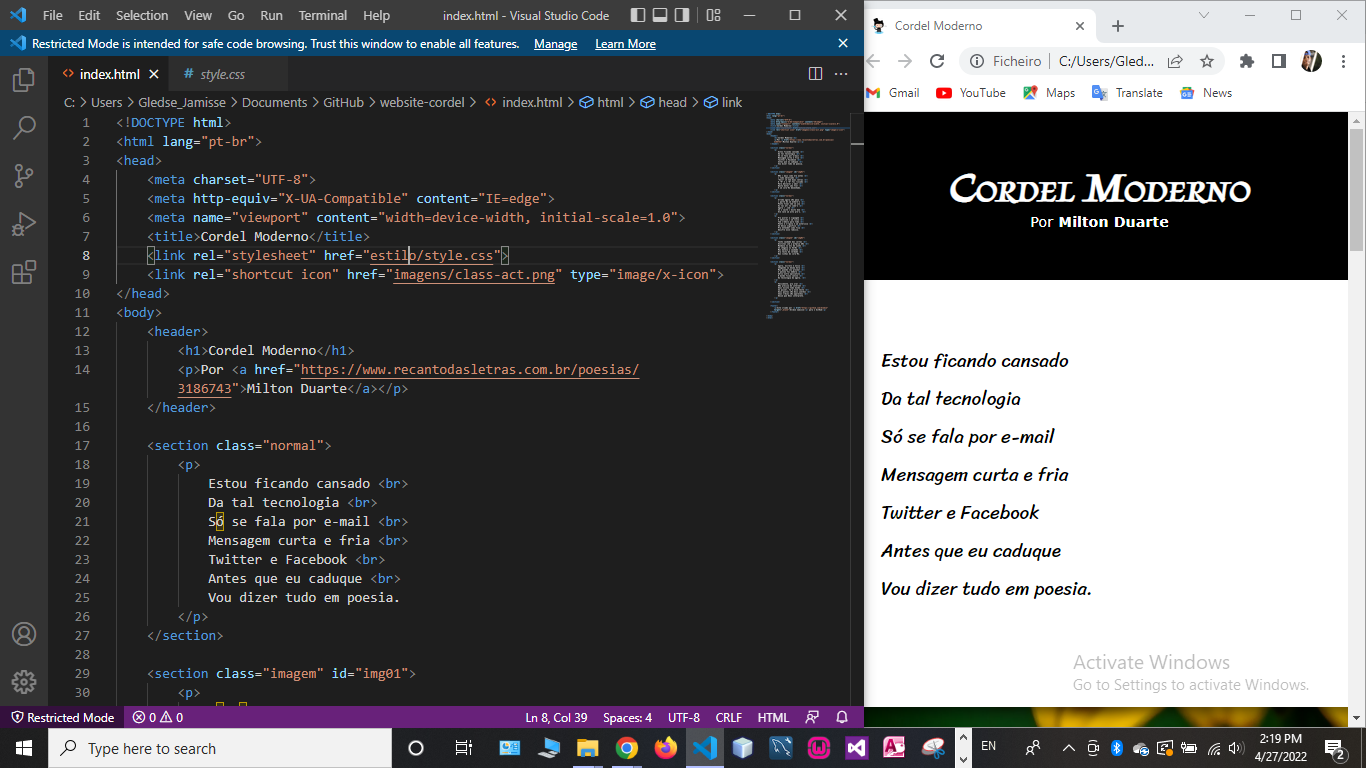 File Edit Selection View Go Run Terminal Help index.html - Visual Studio Code
Restricted Mode is intended for safe code browsing. Trust this window to enable all features. Manage Learn More
index.html
# style.css
C: > Users > Gledse_Jamisse > Documents > GitHub > website-cordel > index.html > html > head > link
1 <!DOCTYPE html>
2 <html lang="pt-br">
3 <head>
4 <meta charset="UTF-8">
5 <meta http-equiv="X-UA-Compatible" content="IE=edge">
6 <meta name="viewport" content="width=device-width, initial-scale=1.0">
7 <title>Cordel Moderno</title>
8 <link rel="stylesheet" href="estilo/style.css">
9 <link rel="shortcut icon" href="imagens/class-act.png" type="image/x-icon">
10 </head>
11 <body>
12 <header>
13 <h1>Cordel Moderno</h1>
14 <p>Por <a href="https://www.recantodasletras.com.br/poesias/
3186743">Milton Duarte</a></p>
15 </header>
16
17 <section class="normal">
18 <p>
19 Estou ficando cansado <br>
20 Da tal tecnologia <br>
21 Só se fala por e-mail <br>
22 Mensagem curta e fria <br>
23 Twitter e Facebook <br>
24 Antes que eu caduque <br>
25 Vou dizer tudo em poesia.
26 </p>
27 </section>
28
29 <section class="imagem" id="img01">
30 <p>
Restricted Mode 0 0 Ln 8, Col 39 Spaces: 4 UTF-8 CRLF HTML
Cordel Moderno
Ficheiro C:/Users/Gled...
Gmail YouTube Maps Translate News
Cordel Moderno
Por Milton Duarte
Estou ficando cansado
Da tal tecnologia
Só se fala por e-mail
Mensagem curta e fria
Twitter e Facebook
Antes que eu caduque
Vou dizer tudo em poesia.
Activate Windows
Go to Settings to activate Windows.
Type here to search
EN
2:19 PM
4/27/2022
2